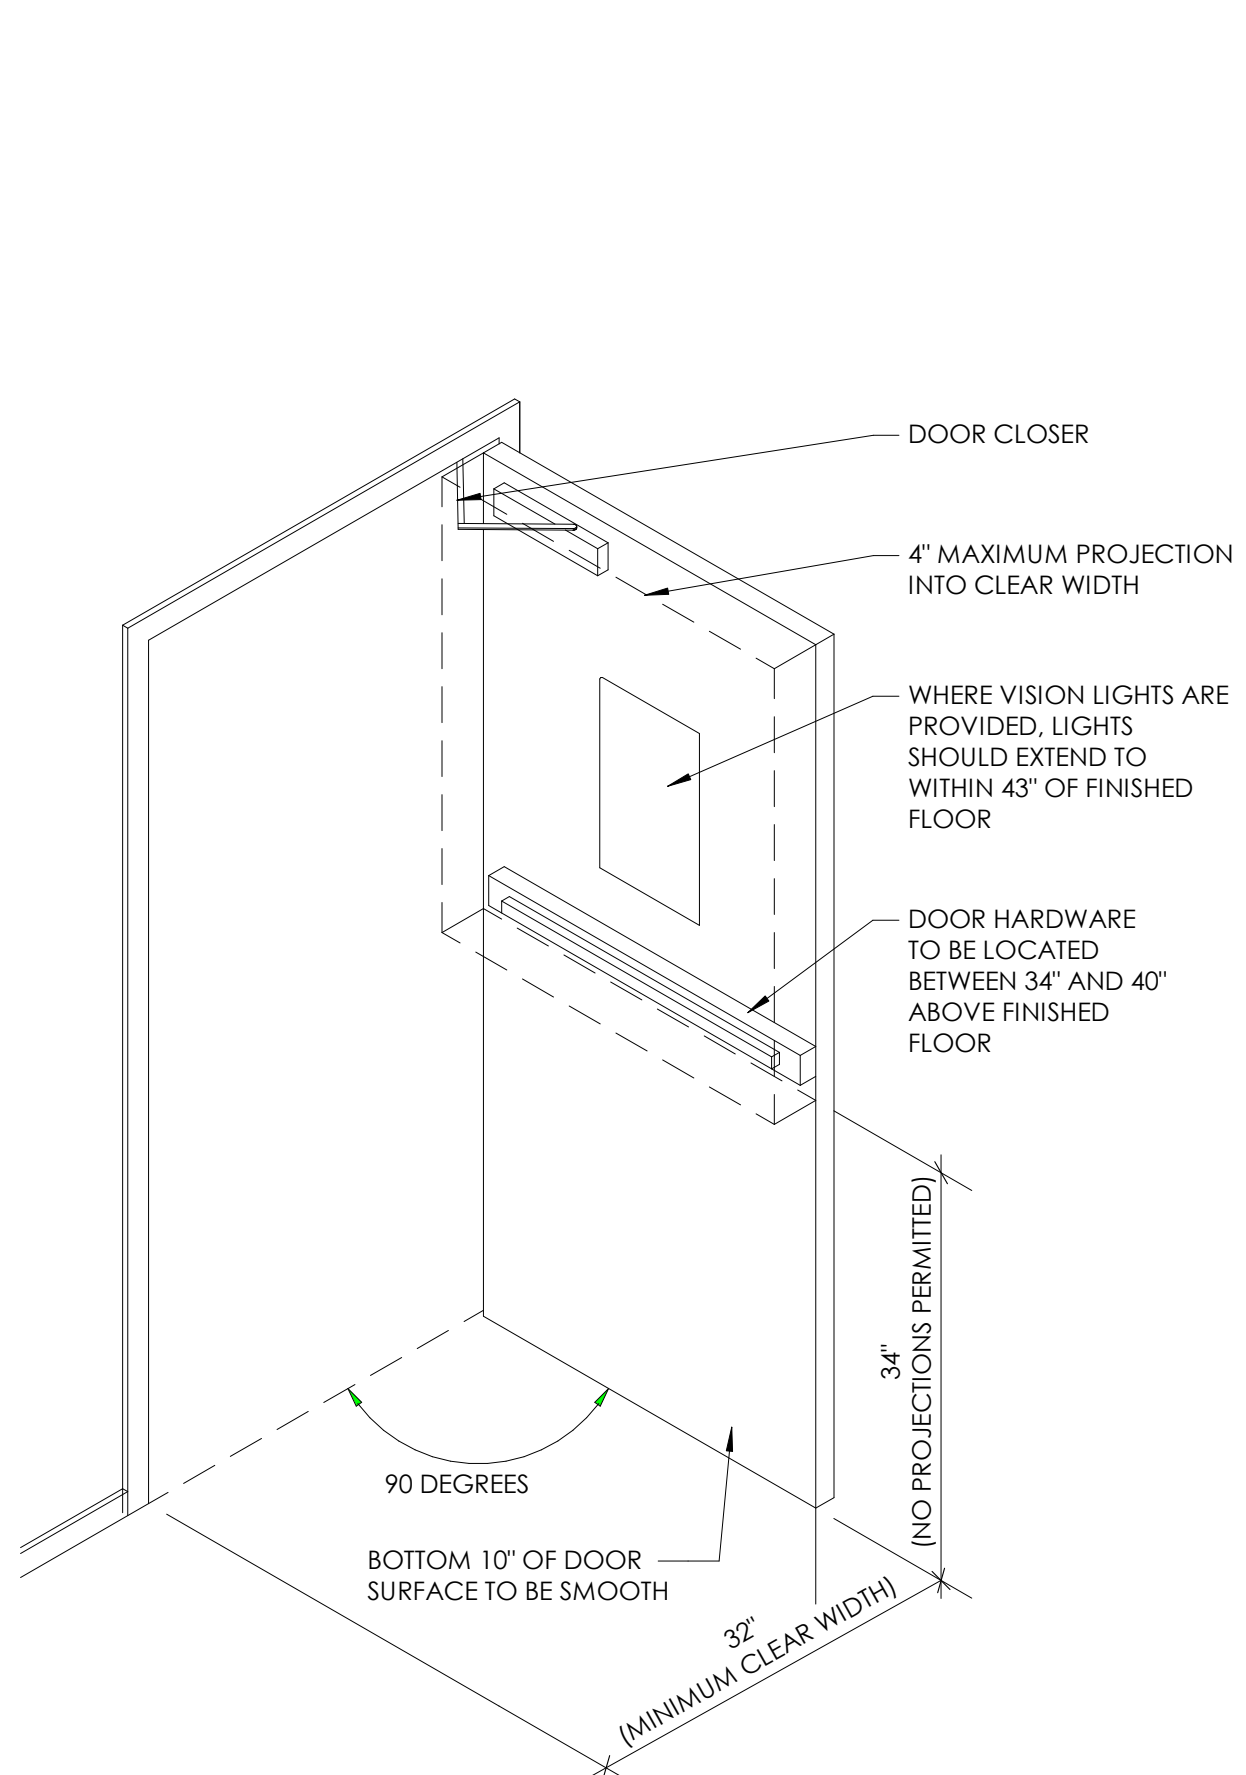 DOOR CLOSER
4" MAXIMUM PROJECTION
INTO CLEAR WIDTH
WHERE VISION LIGHTS ARE
PROVIDED, LIGHTS
SHOULD EXTEND TO
WITHIN 43" OF FINISHED
FLOOR
DOOR HARDWARE
TO BE LOCATED
BETWEEN 34" AND 40"
ABOVE FINISHED
FLOOR
34"
(NO PROJECTIONS PERMITTED)
90 DEGREES
BOTTOM 10" OF DOOR
SURFACE TO BE SMOOTH
32"
(MINIMUM CLEAR WIDTH)